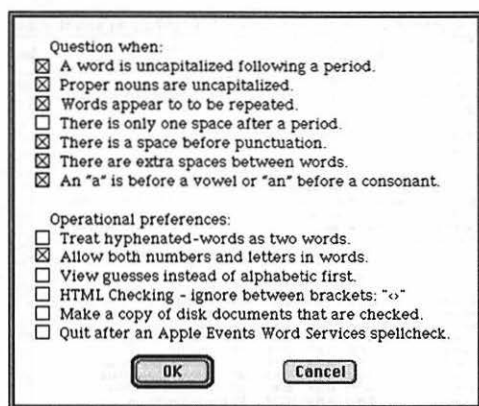 Question when:
A word is uncapitalized following a period.
Proper nouns are uncapitalized.
Words appear to to be repeated.
There is only one space after a period.
There is a space before punctuation.
There are extra spaces between words.
An "a" is before a vowel or "an" before a consonant.
Operational preferences:
Treat hyphenated-words as two words.
Allow both numbers and letters in words.
View guesses instead of alphabetic first.
HTML Checking - ignore between brackets: "<>"
Make a copy of disk documents that are checked.
Quit after an Apple Events Word Services spellcheck.
OK Cancel